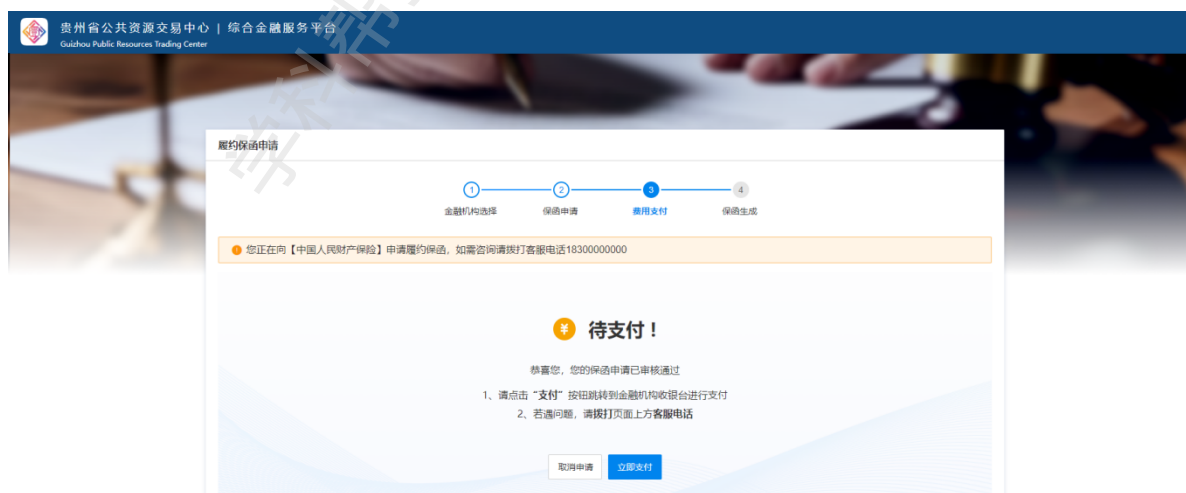 贵州省公共资源交易中心 | 综合金融服务平台
Guizhou Public Resources Trading Center
履约保函申请
1 2 3 4
金融机构选择 保函申请 费用支付 保函生成
您正在向【中国人民财产保险】申请履约保函，如需咨询请拨打客服电话18300000000
¥ 待支付！
恭喜您，您的保函申请已审核通过
1、请点击“支付”按钮跳转到金融机构收银台进行支付
2、若遇问题，请拨打页面上方客服电话
取消申请 立即支付